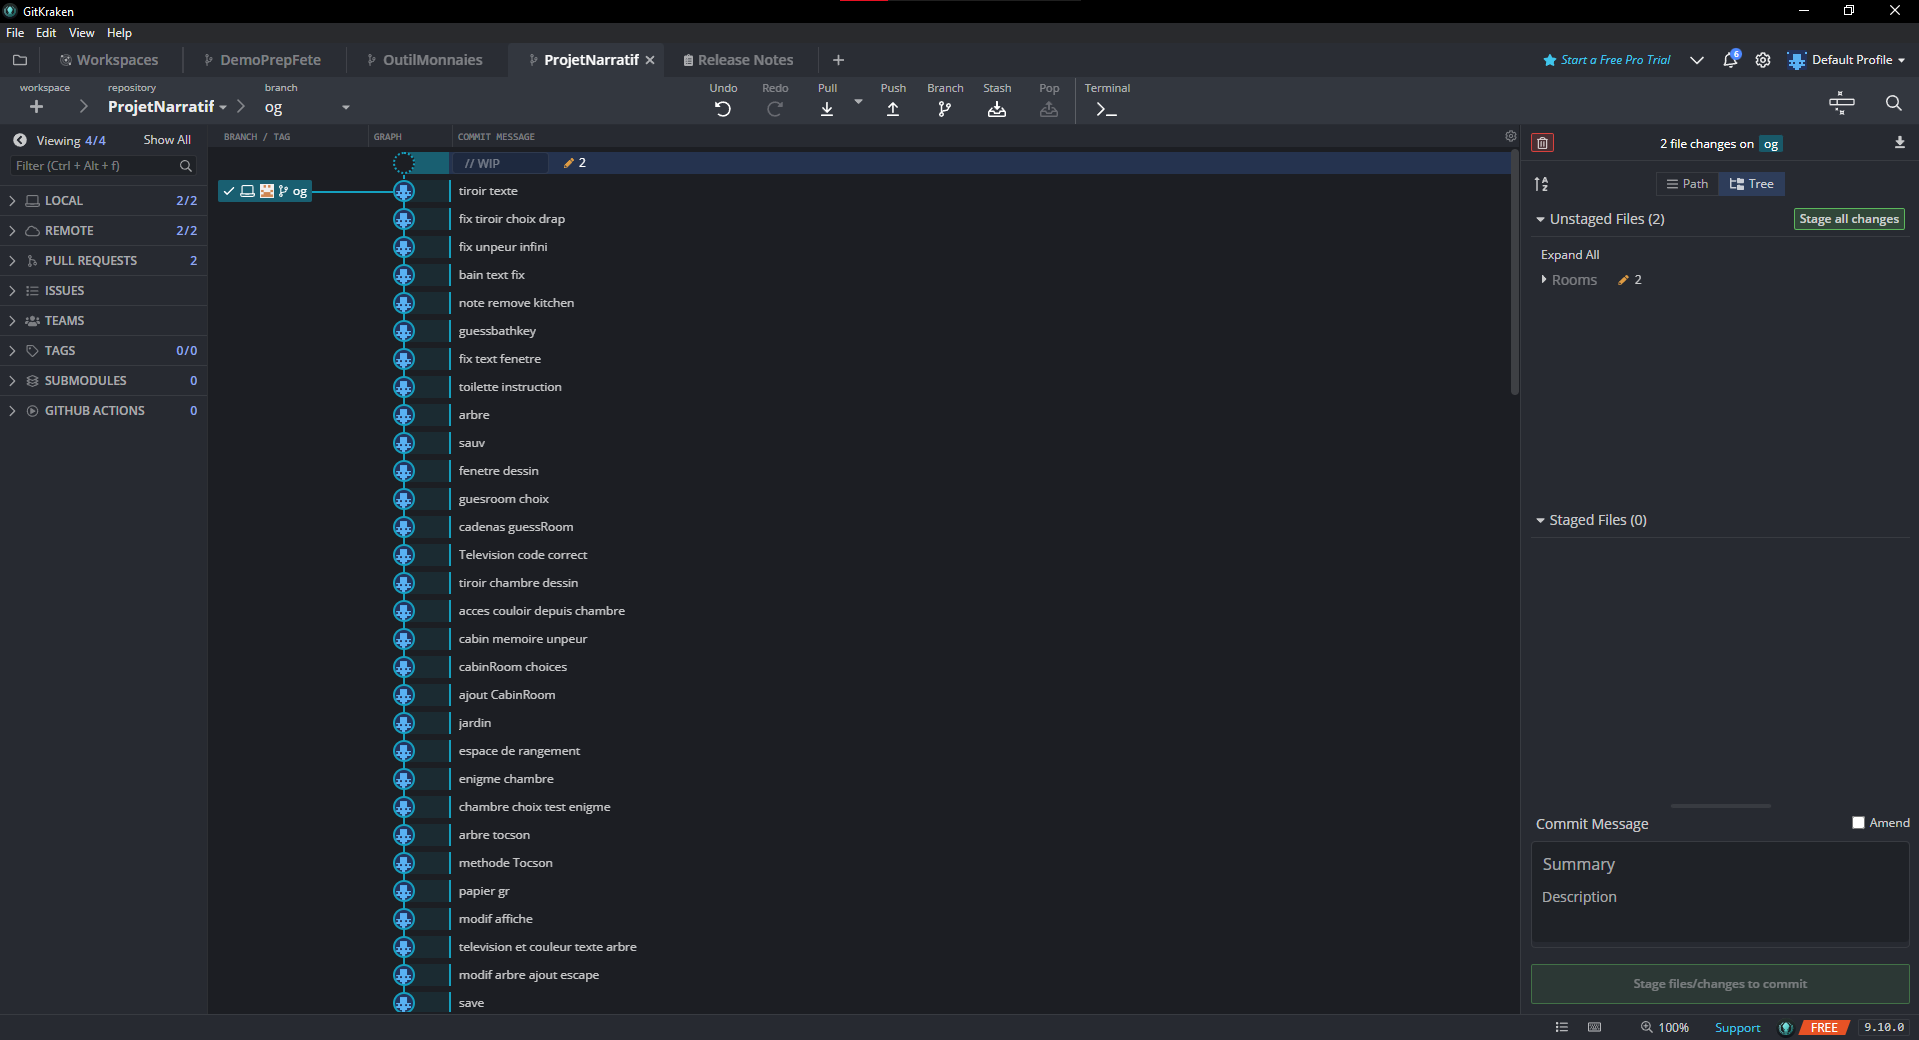 GitKraken
File Edit View Help
Workspaces DemoPrepFete OutilMonnaies ProjetNarratif Release Notes Start a Free Pro Trial 6 Default Profile
workspace repository branch Undo Redo Pull Push Branch Stash Pop Terminal
ProjetNarratif og
Viewing 4/4 Show All
Filter (Ctrl + Alt + f)
LOCAL 2/2
REMOTE 2/2
PULL REQUESTS 2
ISSUES
TEAMS
TAGS 0/0
SUBMODULES 0
GITHUB ACTIONS 0
BRANCH / TAG GRAPH COMMIT MESSAGE
// WIP 2
og tiroir texte
fix tiroir choix drap
fix unpeur infini
bain text fix
note remove kitchen
guessbathkey
fix text fenetre
toilette instruction
arbre
sauv
fenetre dessin
guesroom choix
cadenas guessRoom
Television code correct
tiroir chambre dessin
acces couloir depuis chambre
cabin memoire unpeur
cabinRoom choices
ajout CabinRoom
jardin
espace de rangement
enigme chambre
chambre choix test enigme
arbre tocson
methode Tocson
papier gr
modif affiche
television et couleur texte arbre
modif arbre ajout escape
save
2 file changes on og
Path Tree
Unstaged Files (2) Stage all changes
Expand All
Rooms 2
Staged Files (0)
Commit Message Amend
Summary
Description
Stage files/changes to commit
100% Support FREE 9.10.0